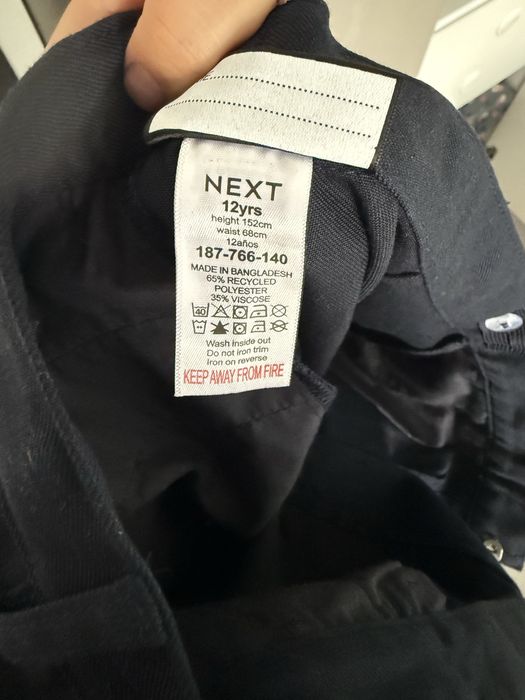 NEXT
12yrs
height 152cm
waist 68cm
12años
187-766-140
MADE IN BANGLADESH
65% RECYCLED
POLYESTER
35% VISCOSE
40
Wash inside out
Do not iron trim
Iron on reverse
KEEP AWAY FROM FIRE